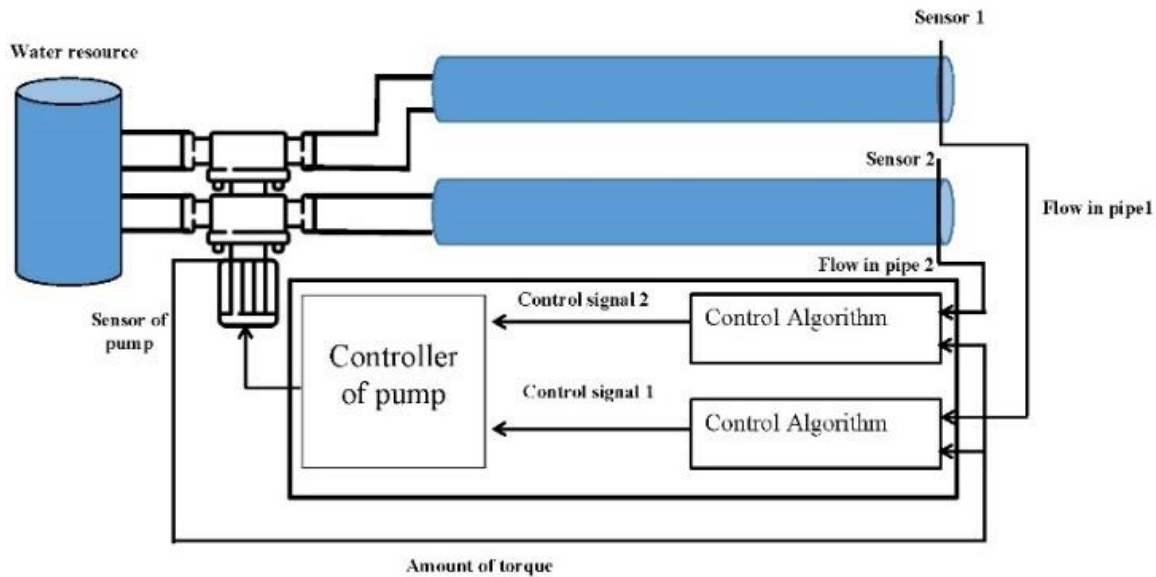 Sensor 1
Water resource
Sensor 2
Flow in pipe1
Flow in pipe 2
Sensor of
pump
Control signal 2
Control Algorithm
Controller
of pump
Control signal 1
Control Algorithm
Amount of torque